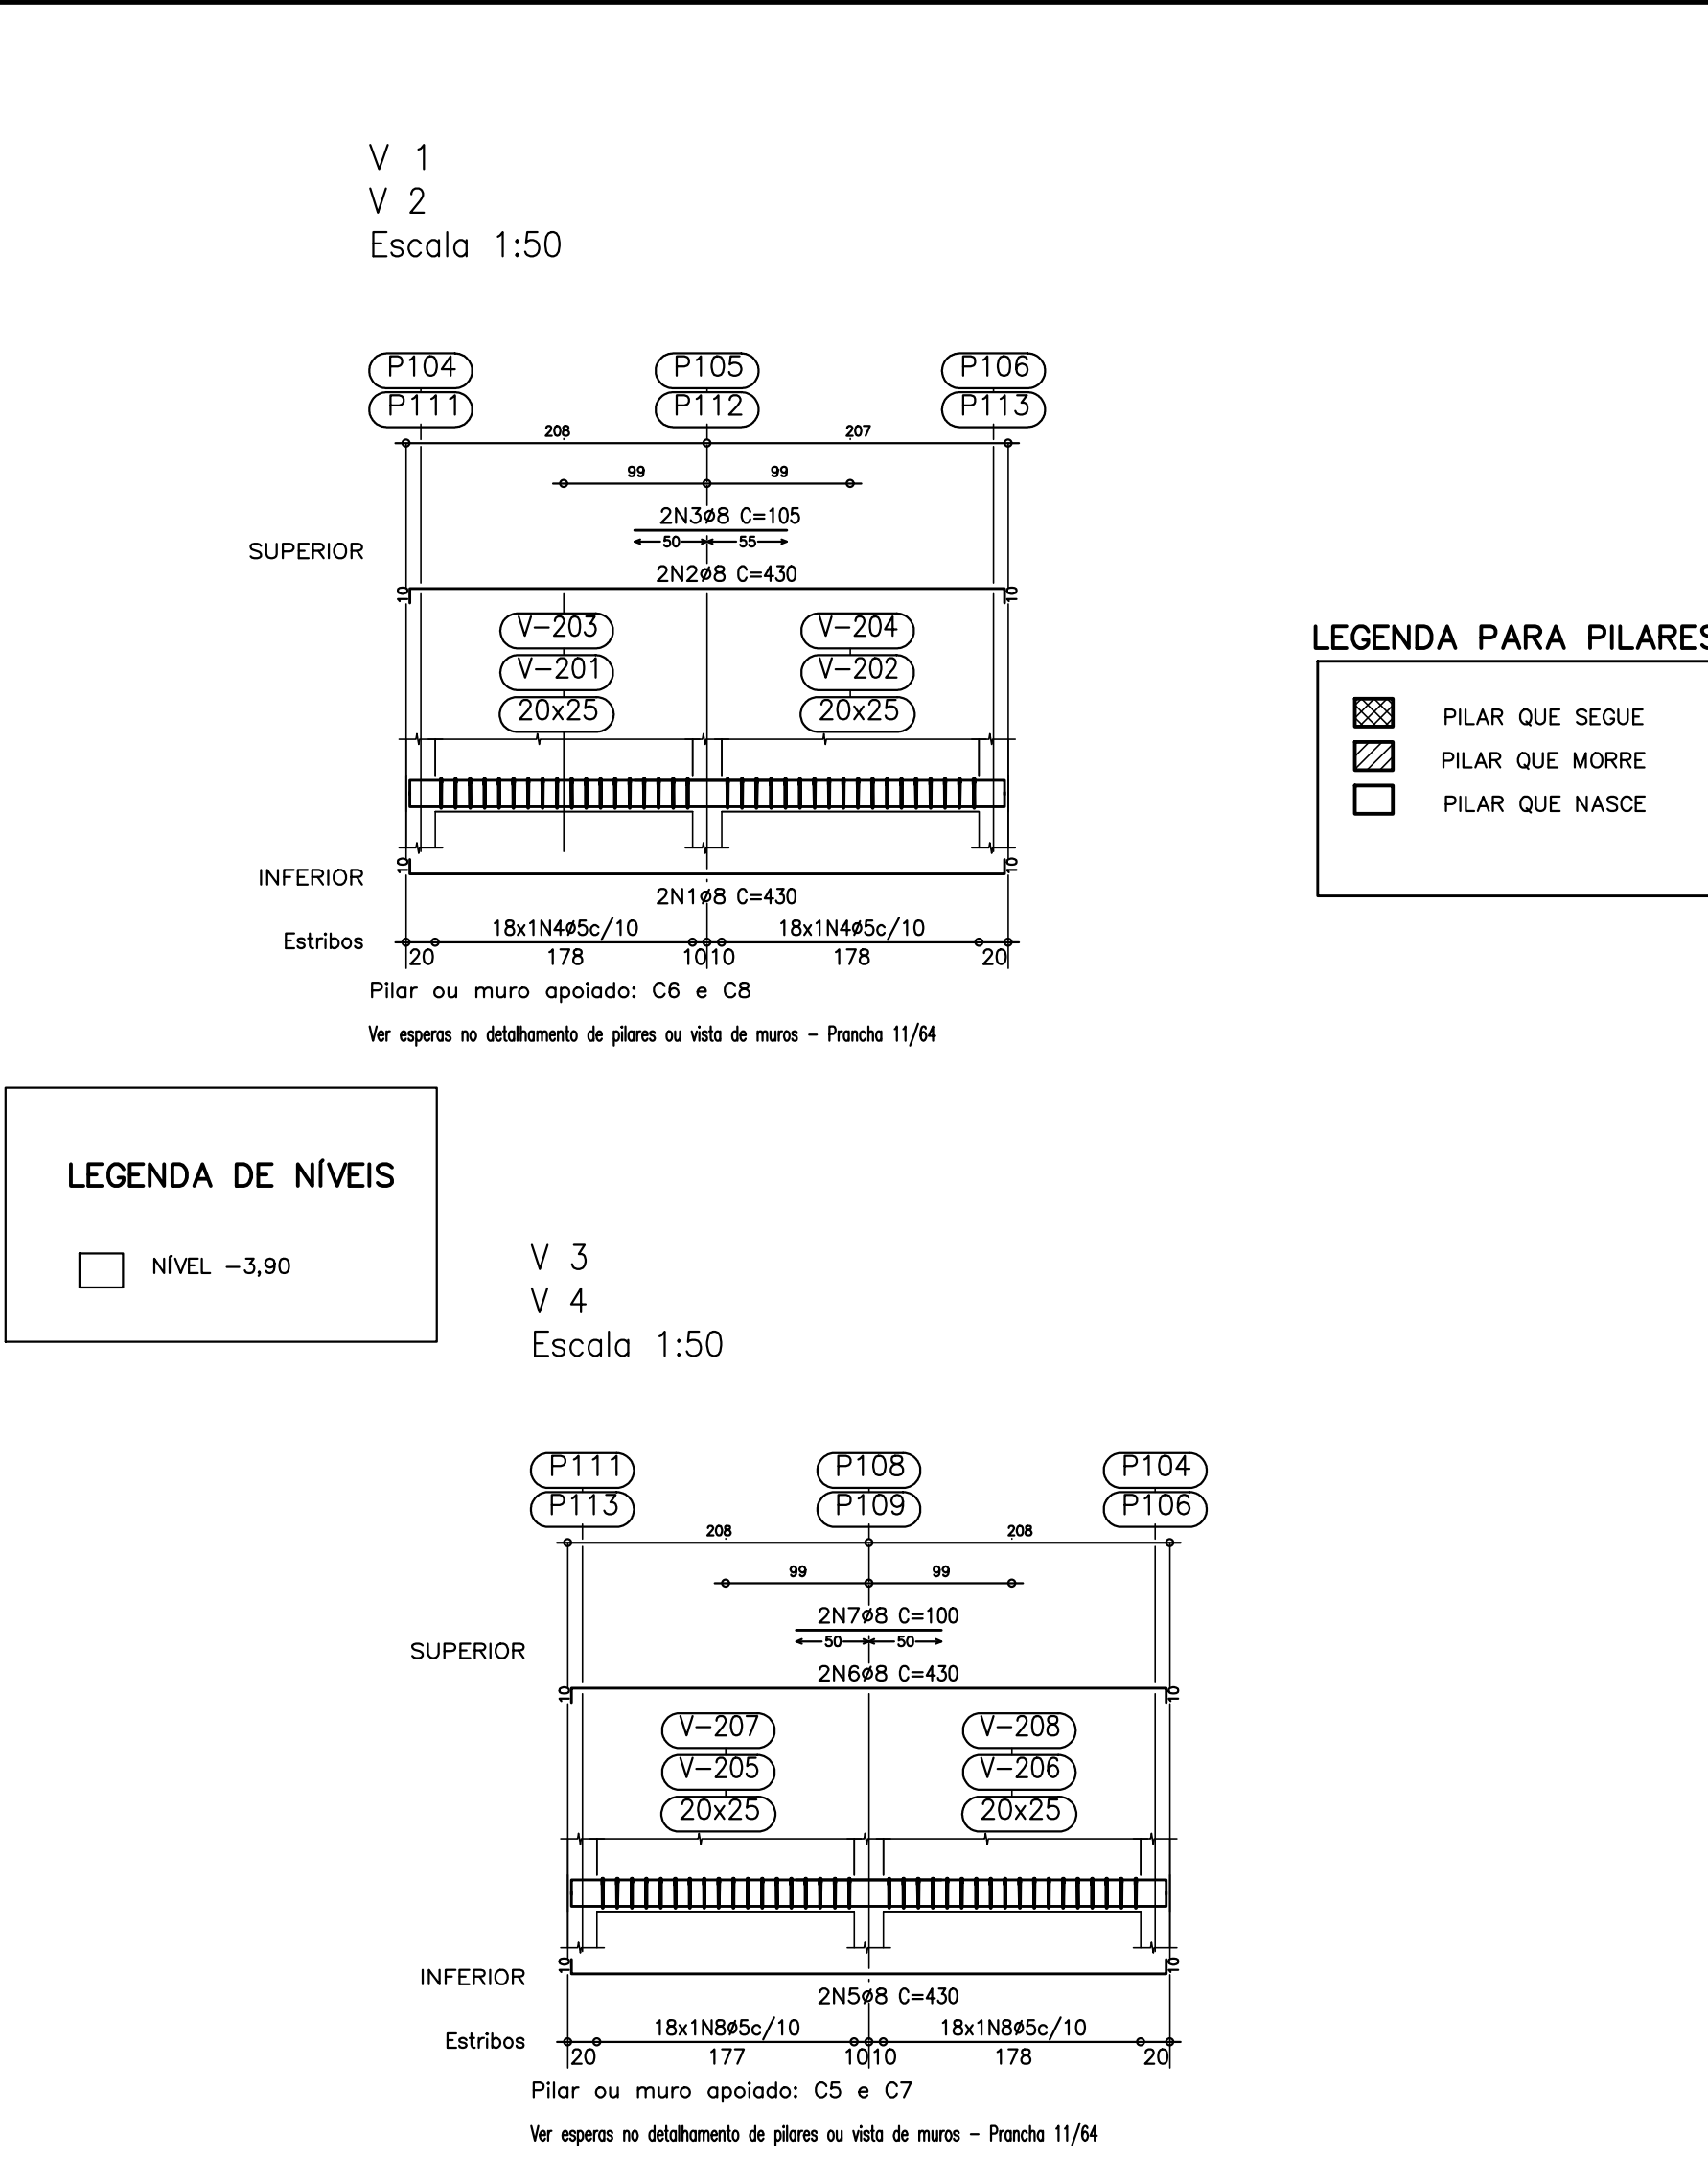 V 1
V 2
Escala 1:50
P104 P105 P106
P111 P112 P113
208 207
99 99
2N3ø8 C=105
50 55
SUPERIOR
2N2ø8 C=430
10 10
V-203 V-204
V-201 V-202
20x25 20x25
10 10
INFERIOR
2N1ø8 C=430
Estribos 18x1N4ø5c/10 18x1N4ø5c/10
20 178 10 10 178 20
Pilar ou muro apoiado: C6 e C8
Ver esperas no detalhamento de pilares ou vista de muros – Prancha 11/64
LEGENDA PARA PILARES
PILAR QUE SEGUE
PILAR QUE MORRE
PILAR QUE NASCE
LEGENDA DE NÍVEIS
NÍVEL -3,90
V 3
V 4
Escala 1:50
P111 P108 P104
P113 P109 P106
208 208
99 99
2N7ø8 C=100
50 50
SUPERIOR
2N6ø8 C=430
10 10
V-207 V-208
V-205 V-206
20x25 20x25
10 10
INFERIOR
2N5ø8 C=430
Estribos 18x1N8ø5c/10 18x1N8ø5c/10
20 177 10 10 178 20
Pilar ou muro apoiado: C5 e C7
Ver esperas no detalhamento de pilares ou vista de muros – Prancha 11/64